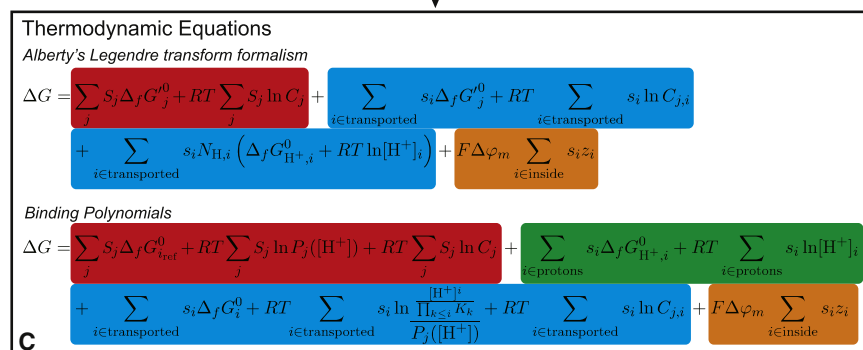 Thermodynamic Equations
Alberty's Legendre transform formalism
ΔG = ∑_j S_j Δ_f G'^0_j + RT ∑_j S_j ln C_j + ∑_{i∈transported} s_i Δ_f G'^0_j + RT ∑_{i∈transported} s_i ln C_{j,i}
+ ∑_{i∈transported} s_i N_{H,i} (Δ_f G^0_{H^+,i} + RT ln[H^+]_i) + FΔφ_m ∑_{i∈inside} s_i z_i
Binding Polynomials
ΔG = ∑_j S_j Δ_f G^0_{i_ref} + RT ∑_j S_j ln P_j([H^+]) + RT ∑_j S_j ln C_j + ∑_{i∈protons} s_i Δ_f G^0_{H^+,i} + RT ∑_{i∈protons} s_i ln[H^+]_i
+ ∑_{i∈transported} s_i Δ_f G^0_i + RT ∑_{i∈transported} s_i ln (([H^+]^i / ∏_{k≤i} K_k) / P_j([H^+])) + RT ∑_{i∈transported} s_i ln C_{j,i} + FΔφ_m ∑_{i∈inside} s_i z_i
C